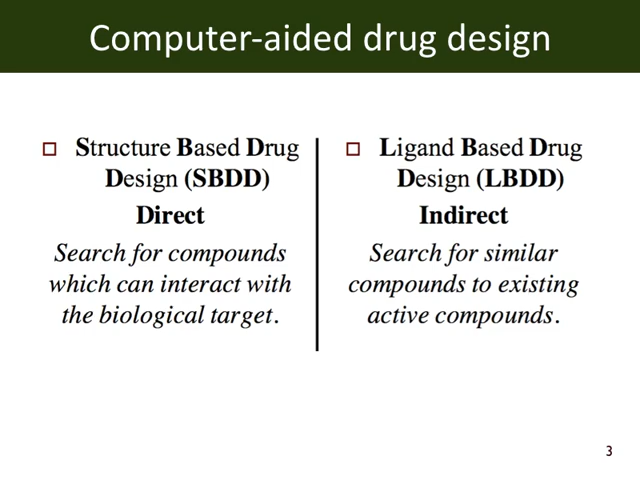 Computer-aided drug design
Structure Based Drug
Design (SBDD)
Direct
Search for compounds
which can interact with
the biological target.
Ligand Based Drug
Design (LBDD)
Indirect
Search for similar
compounds to existing
active compounds.
3